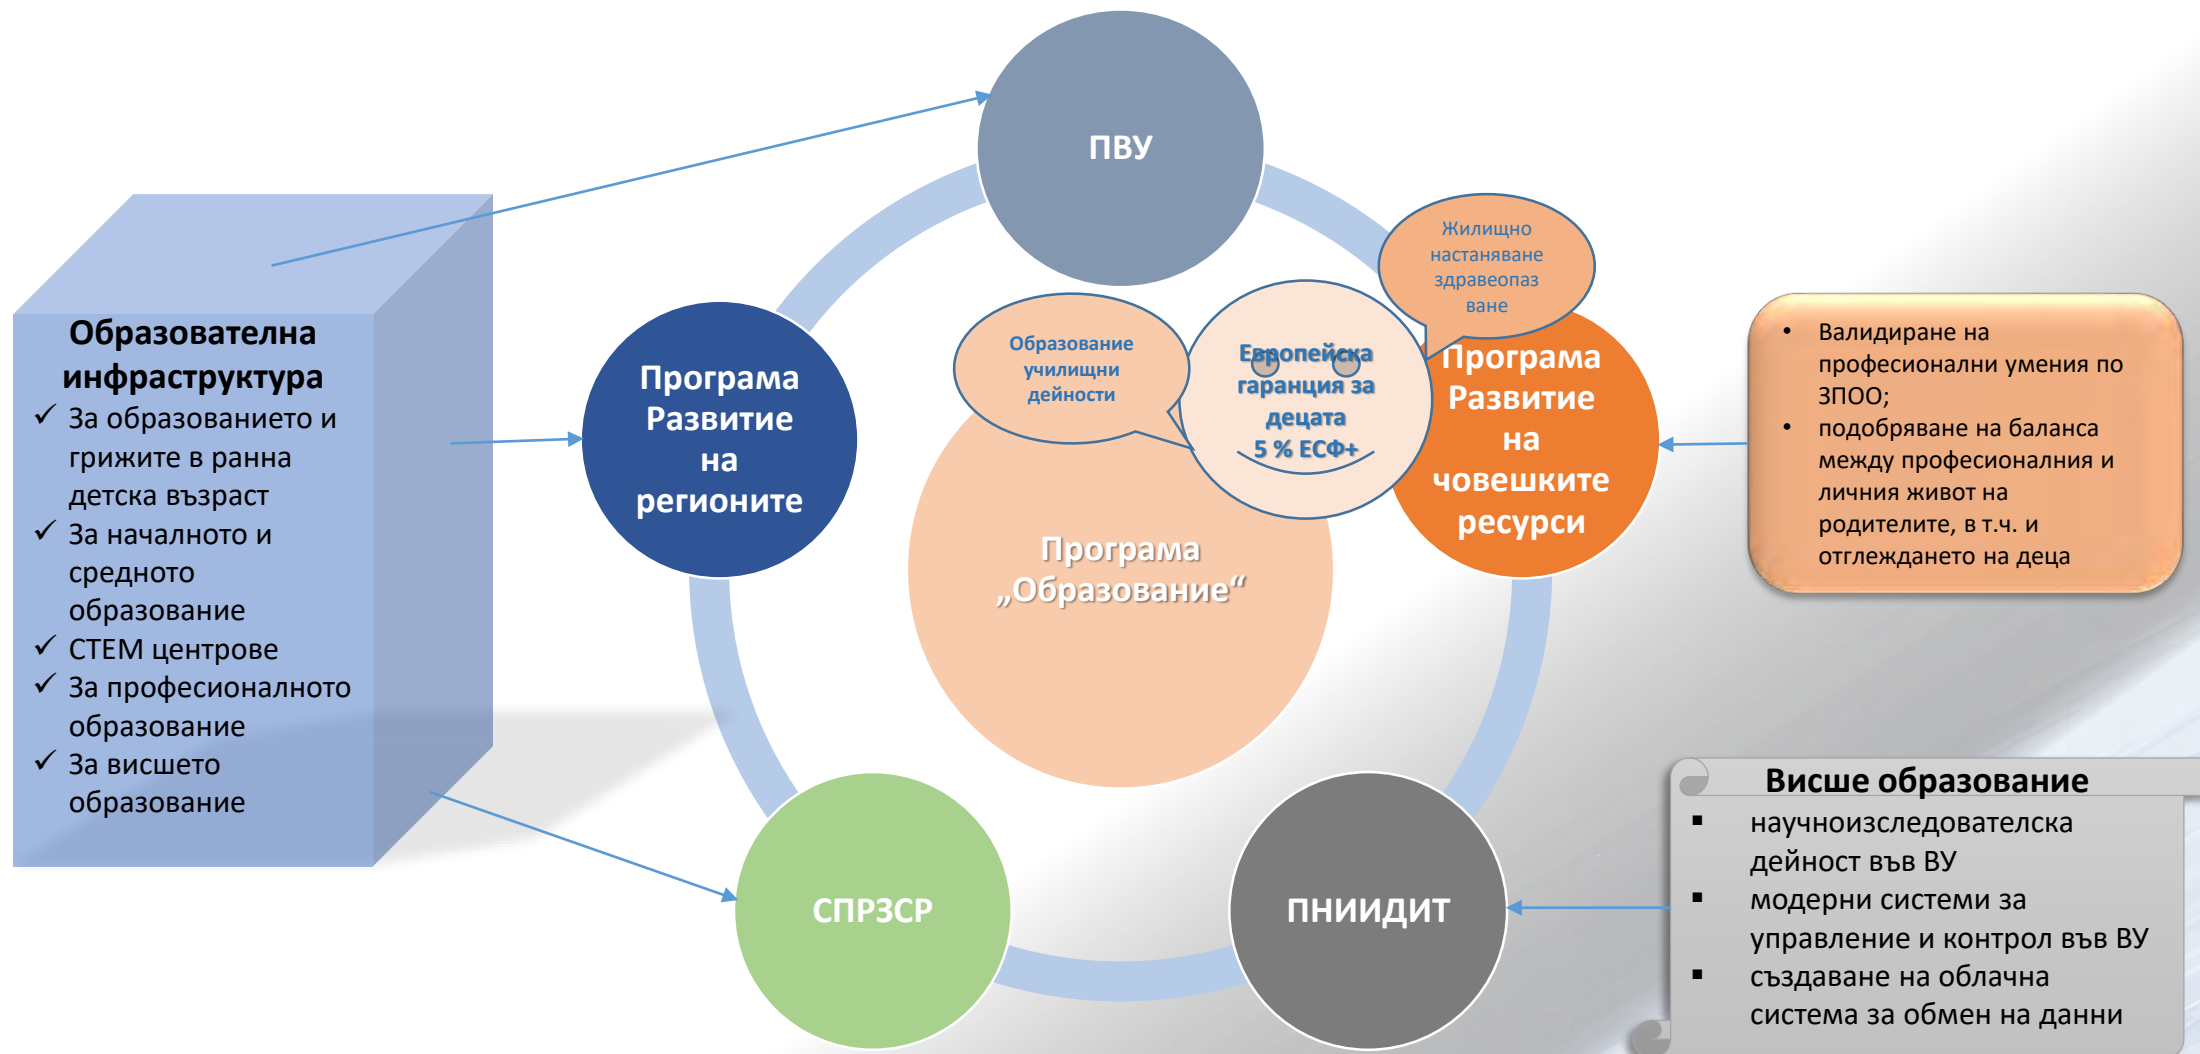 ПВУ
Жилищно
настаняване
здравеопаз
ване
Образователна
инфраструктура
✓ За образованието и
грижите в ранна
детска възраст
✓ За началното и
средното
образование
✓ СТЕМ центрове
✓ За професионалното
образование
✓ За висшето
образование
Програма
Развитие
на
регионите
Образование
училищни
дейности
Европейска
гаранция за
децата
5 % ЕСФ+
Програма
Развитие
на
човешките
ресурси
• Валидиране на
професионални умения по
ЗПОО;
• подобряване на баланса
между професионалния и
личния живот на
родителите, в т.ч. и
отглеждането на деца
Програма
„Образование“
СПРЗСР
ПНИИДИТ
Висше образование
▪ научноизследователска
дейност във ВУ
▪ модерни системи за
управление и контрол във ВУ
▪ създаване на облачна
система за обмен на данни